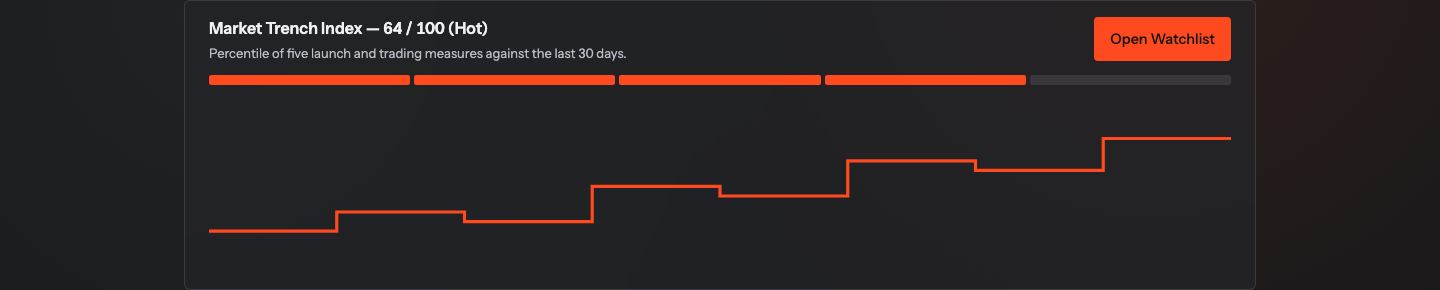 Market Trench Index — 64 / 100 (Hot)
Percentile of five launch and trading measures against the last 30 days.
Open Watchlist